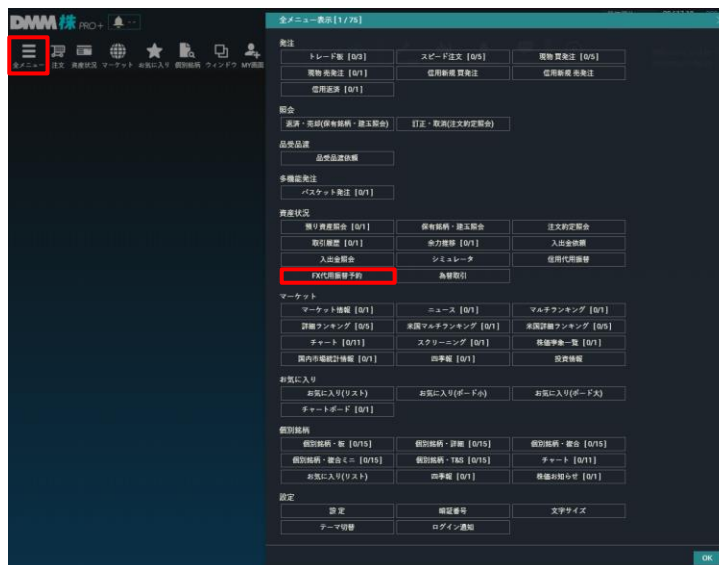 DMM 株 PRO+
全メニュー 注文 資産状況 マーケット お気に入り 個別銘柄 ウィンドウ MY画面
全メニュー表示 [1 / 75]
発注
トレード板 [0/3] スピード注文 [0/5] 現物 買発注 [0/5]
現物 売発注 [0/1] 信用新規 買発注 信用新規 売発注
信用返済 [0/1]
照会
返済・売却(保有銘柄・建玉照会) 訂正・取消(注文約定照会)
品受品渡
品受品渡依頼
多機能発注
バスケット発注 [0/1]
資産状況
預り資産照会 [0/1] 保有銘柄・建玉照会 注文約定照会
取引履歴 [0/1] 余力推移 [0/1] 入出金依頼
入出金照会 シミュレータ 信用代用振替
FX代用振替予約 為替取引
マーケット
マーケット情報 [0/1] ニュース [0/1] マルチランキング [0/1]
詳細ランキング [0/5] 米国マルチランキング [0/1] 米国詳細ランキング [0/5]
チャート [0/11] スクリーニング [0/1] 株価予象一覧 [0/1]
国内市場統計情報 [0/1] 四季報 [0/1] 投資情報
お気に入り
お気に入り(リスト) お気に入り(ボード小) お気に入り(ボード大)
チャートボード [0/1]
個別銘柄
個別銘柄・板 [0/15] 個別銘柄・詳細 [0/15] 個別銘柄・複合 [0/15]
個別銘柄・複合ミニ [0/15] 個別銘柄・T&S [0/15] チャート [0/11]
お気に入り(リスト) 四季報 [0/1] 株価お知らせ [0/1]
設定
設定 暗証番号 文字サイズ
テーマ切替 ログイン通知
OK